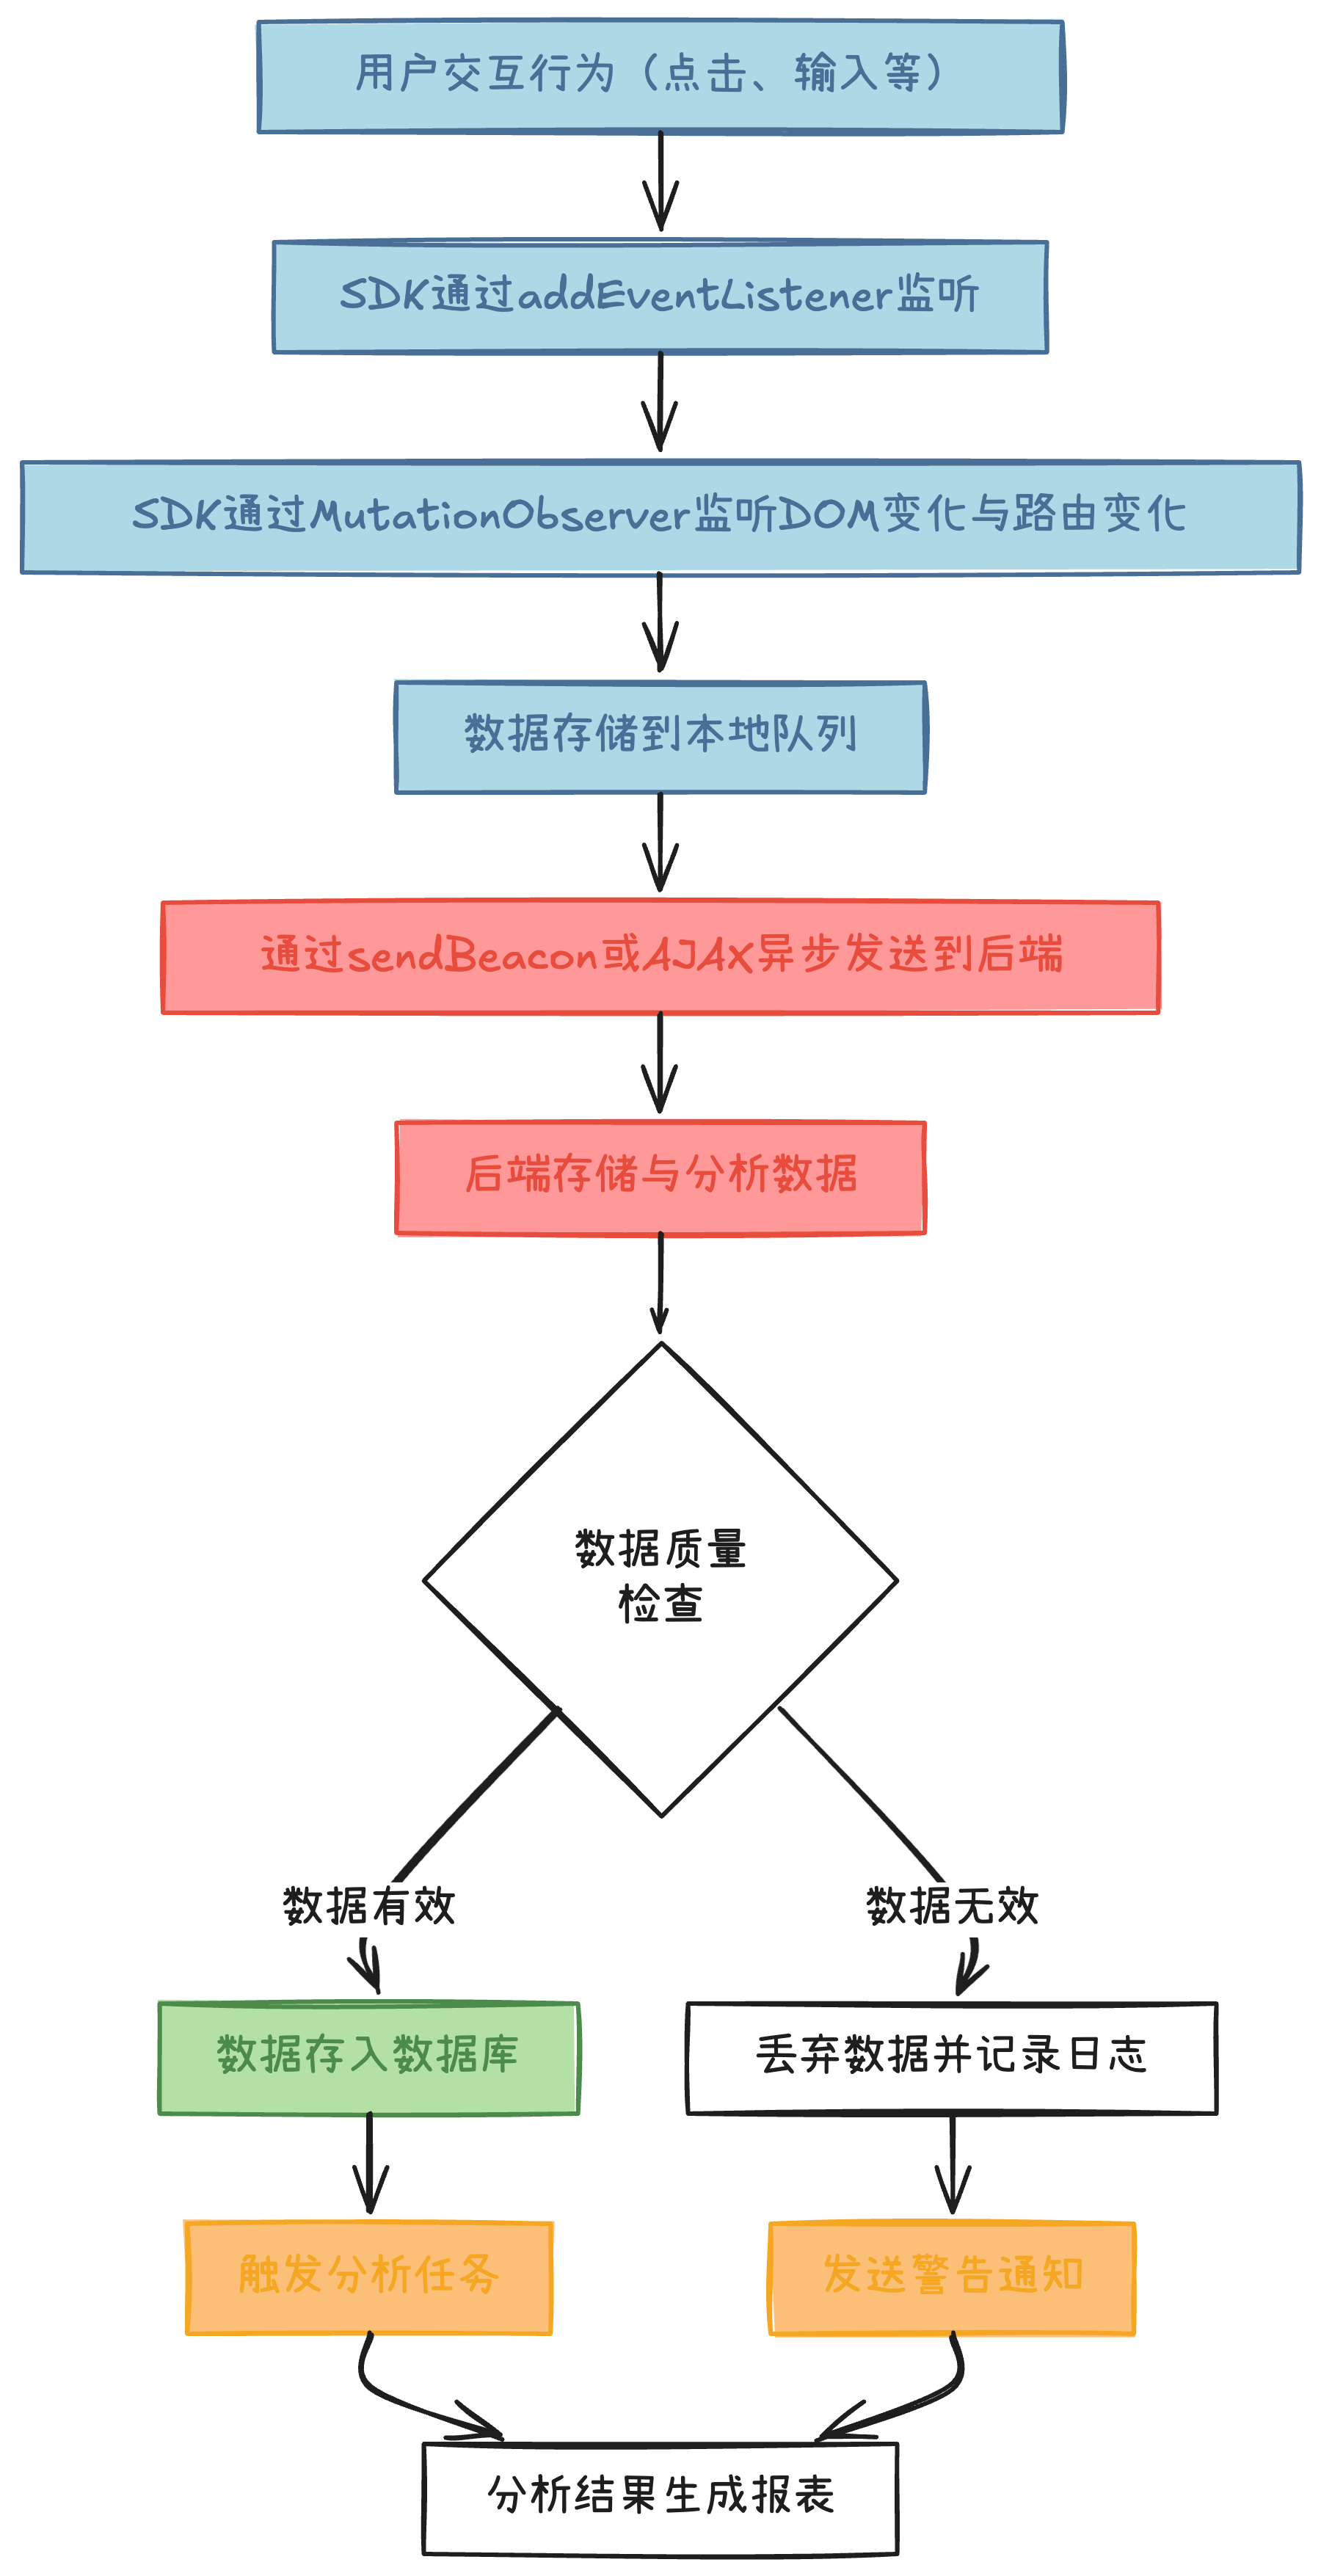 用户交互行为（点击、输入等）
SDK通过addEventListener监听
SDK通过MutationObserver监听DOM变化与路由变化
数据存储到本地队列
通过sendBeacon或AJAX异步发送到后端
后端存储与分析数据
数据质量
检查
数据有效
数据无效
数据存入数据库
丢弃数据并记录日志
触发分析任务
发送警告通知
分析结果生成报表